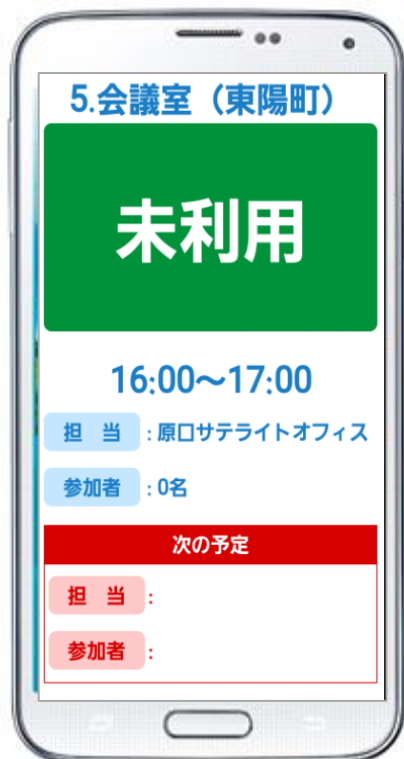 5.会議室（東陽町）
未利用
16:00～17:00
担 当 : 原口サテライトオフィス
参加者 : 0名
次の予定
担 当 :
参加者 :